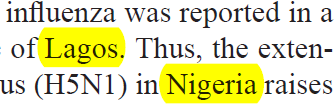 influenza was reported in a
of Lagos. Thus, the exten-
us (H5N1) in Nigeria raises